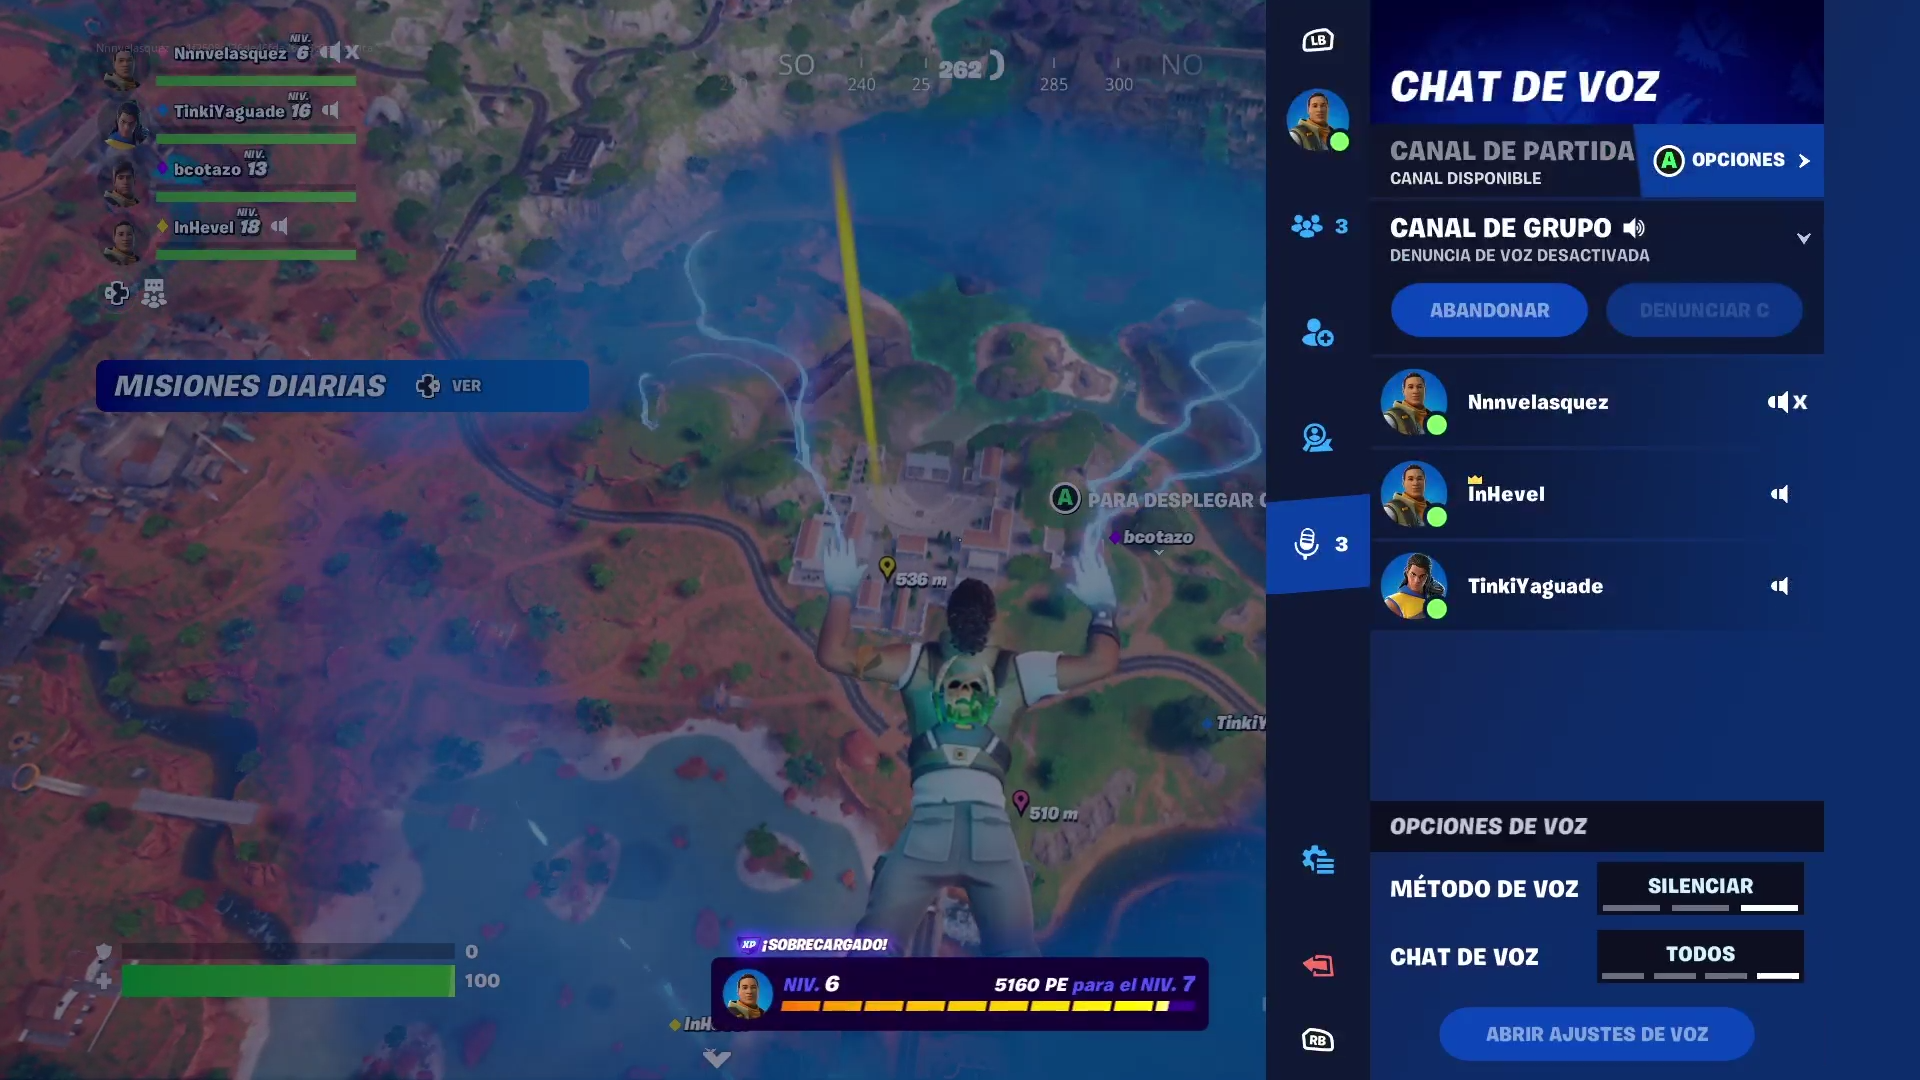 Nnnvelasquez NIV. 6 X
TinkiYaguade NIV. 16
bcotazo NIV. 13
InHevel NIV. 18
MISIONES DIARIAS VER
SO 240 25 262 285 300 NO
A PARA DESPLEGAR
bcotazo
536 m
TinkiY
510 m
0
100
XP ¡SOBRECARGADO!
NIV. 6 5160 PE para el NIV. 7
InH
LB
3
3
RB
CHAT DE VOZ
CANAL DE PARTIDA
CANAL DISPONIBLE
A OPCIONES
CANAL DE GRUPO
DENUNCIA DE VOZ DESACTIVADA
ABANDONAR DENUNCIAR C
Nnnvelasquez X
InHevel
TinkiYaguade
OPCIONES DE VOZ
MÉTODO DE VOZ SILENCIAR
CHAT DE VOZ TODOS
ABRIR AJUSTES DE VOZ